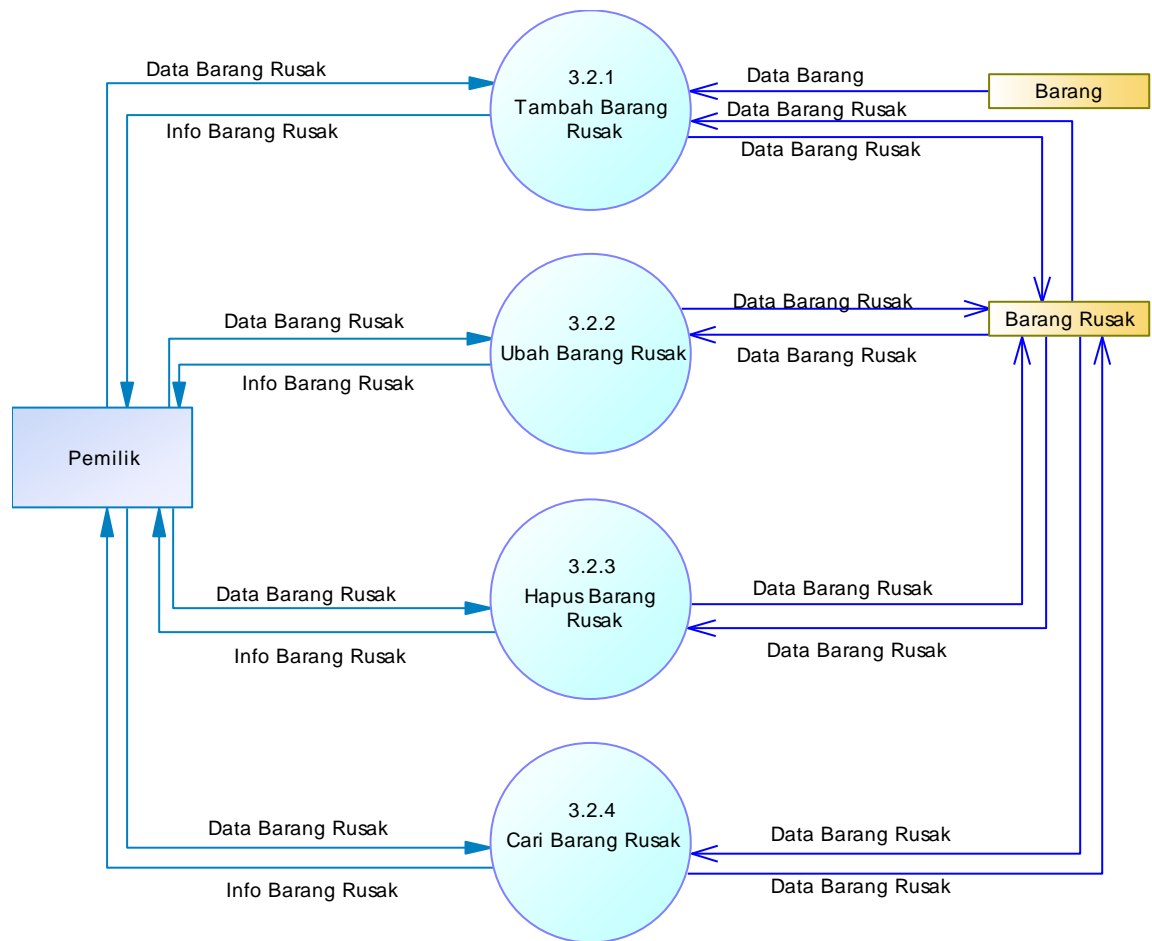 Data Barang Rusak
Info Barang Rusak
3.2.1
Tambah Barang
Rusak
Data Barang
Barang
Data Barang Rusak
Data Barang Rusak
Data Barang Rusak
Info Barang Rusak
3.2.2
Ubah Barang Rusak
Data Barang Rusak
Barang Rusak
Data Barang Rusak
Pemilik
Data Barang Rusak
Info Barang Rusak
3.2.3
Hapus Barang
Rusak
Data Barang Rusak
Data Barang Rusak
Data Barang Rusak
Info Barang Rusak
3.2.4
Cari Barang Rusak
Data Barang Rusak
Data Barang Rusak